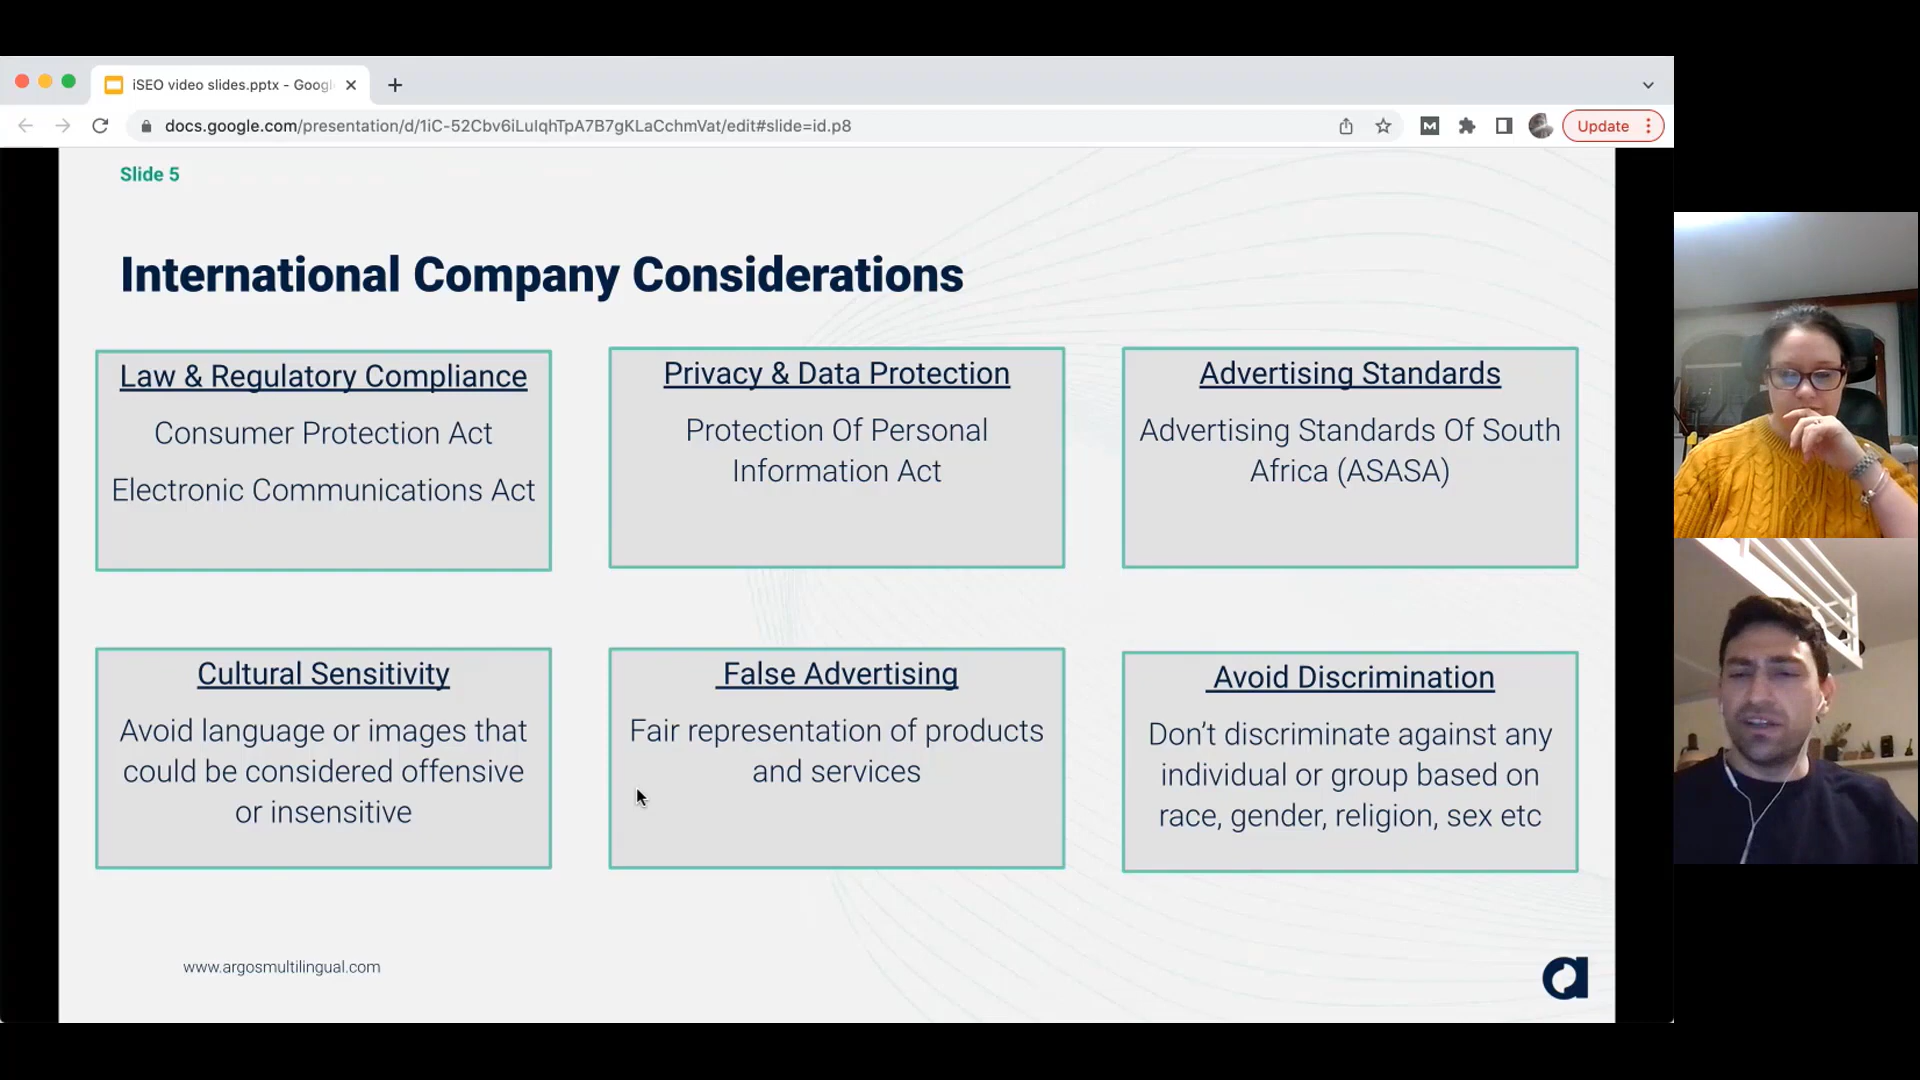 iSEO video slides.pptx - Googl
docs.google.com/presentation/d/1iC-52Cbv6iLuIqhTpA7B7gKLaCchmVat/edit#slide=id.p8
M
Update
Slide 5
International Company Considerations
Law & Regulatory Compliance
Consumer Protection Act
Electronic Communications Act
Privacy & Data Protection
Protection Of Personal
Information Act
Advertising Standards
Advertising Standards Of South
Africa (ASASA)
Cultural Sensitivity
Avoid language or images that
could be considered offensive
or insensitive
False Advertising
Fair representation of products
and services
Avoid Discrimination
Don’t discriminate against any
individual or group based on
race, gender, religion, sex etc
www.argosmultilingual.com